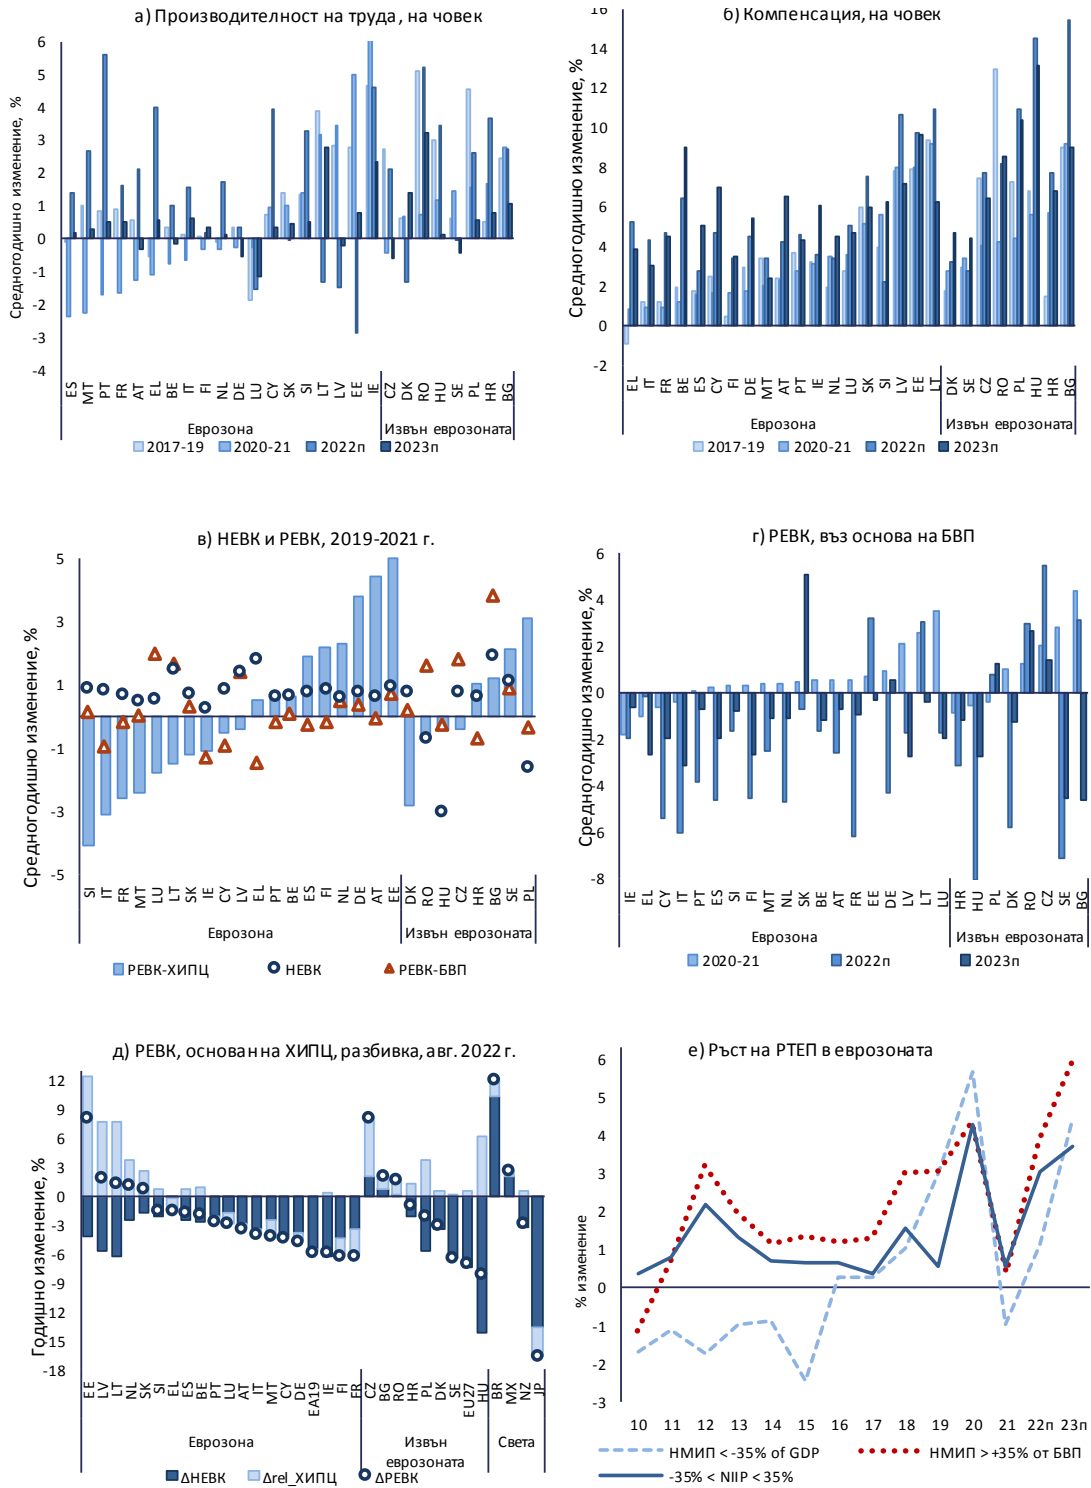 а) Производителност на труда, на човек
Средногодишно изменение, %
6
5
4
3
2
1
0
-1
-2
-3
-4
ES MT PT FR AT EL BE IT FI NL DE LU CY SK SI LT LV EE IE CZ DK RO HU SE PL HR BG
Еврозона Извън еврозоната
2017-19 2020-21 2022п 2023п
б) Компенсация, на човек
Средногодишно изменение, %
16
14
12
10
8
6
4
2
0
-2
EL IT FR BE ES CY FI DE MT AT PT IE NL LU SK SI LV EE LT DK SE CZ RO PL HU HR BG
Еврозона Извън еврозоната
2017-19 2020-21 2022п 2023п
в) НЕВК и РЕВК, 2019-2021 г.
Средногодишно изменение, %
5
3
1
-1
-3
-5
SI IT FR MT LU LT SK IE CY LV EL PT BE ES FI NL DE AT EE DK RO HU CZ HR BG SE PL
Еврозона Извън еврозоната
РЕВК-ХИПЦ НЕВК РЕВК-БВП
г) РЕВК, въз основа на БВП
Средногодишно изменение, %
6
4
2
0
-2
-4
-6
-8
IE EL CY IT PT ES SI FI MT NL SK BE AT FR EE DE LV LT LU HR HU PL DK RO CZ SE BG
Еврозона Извън еврозоната
2020-21 2022п 2023п
д) РЕВК, основан на ХИПЦ, разбивка, авг. 2022 г.
Годишно изменение, %
12
9
6
3
0
-3
-6
-9
-12
-15
-18
EE LV LT NL SK SI EL ES BE PT LU AT IT MT CY DE EA19 IE FI FR CZ BG RO HR PL DK SE EU27 HU BR MX NZ JP
Еврозона Извън еврозоната Света
ΔНЕВК Δrel_ХИПЦ ΔРЕВК
е) Ръст на РТЕП в еврозоната
% изменение
6
5
4
3
2
1
0
-1
-2
-3
10 11 12 13 14 15 16 17 18 19 20 21 22п 23п
НМИП < -35% of GDP НМИП > +35% от БВП
-35% < NIIP < 35%